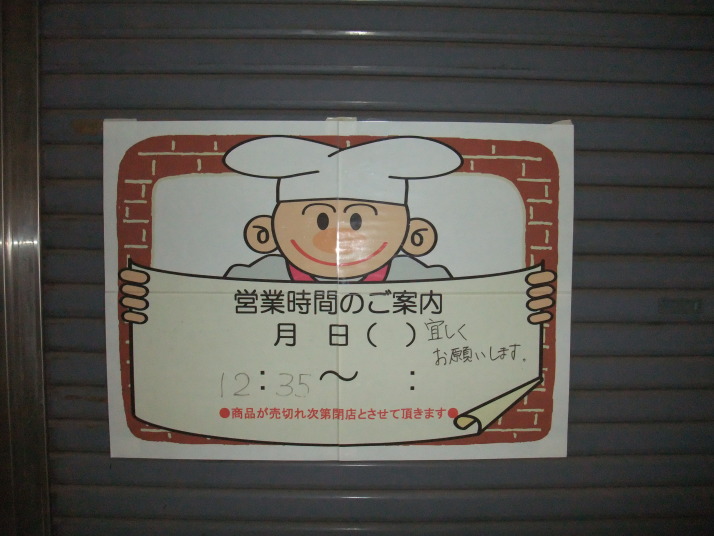 営業時間のご案内
月 日( ) 宜しく
お願いします.
12:35〜 :
●商品が売切れ次第閉店とさせて頂きます●